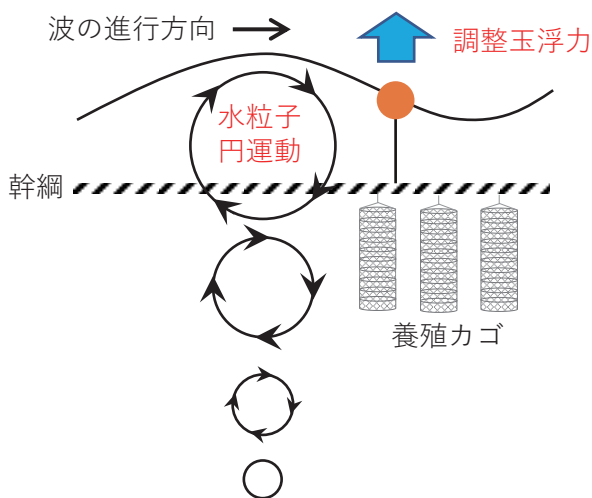 波の進行方向
調整玉浮力
水粒子
円運動
幹綱
養殖カゴ